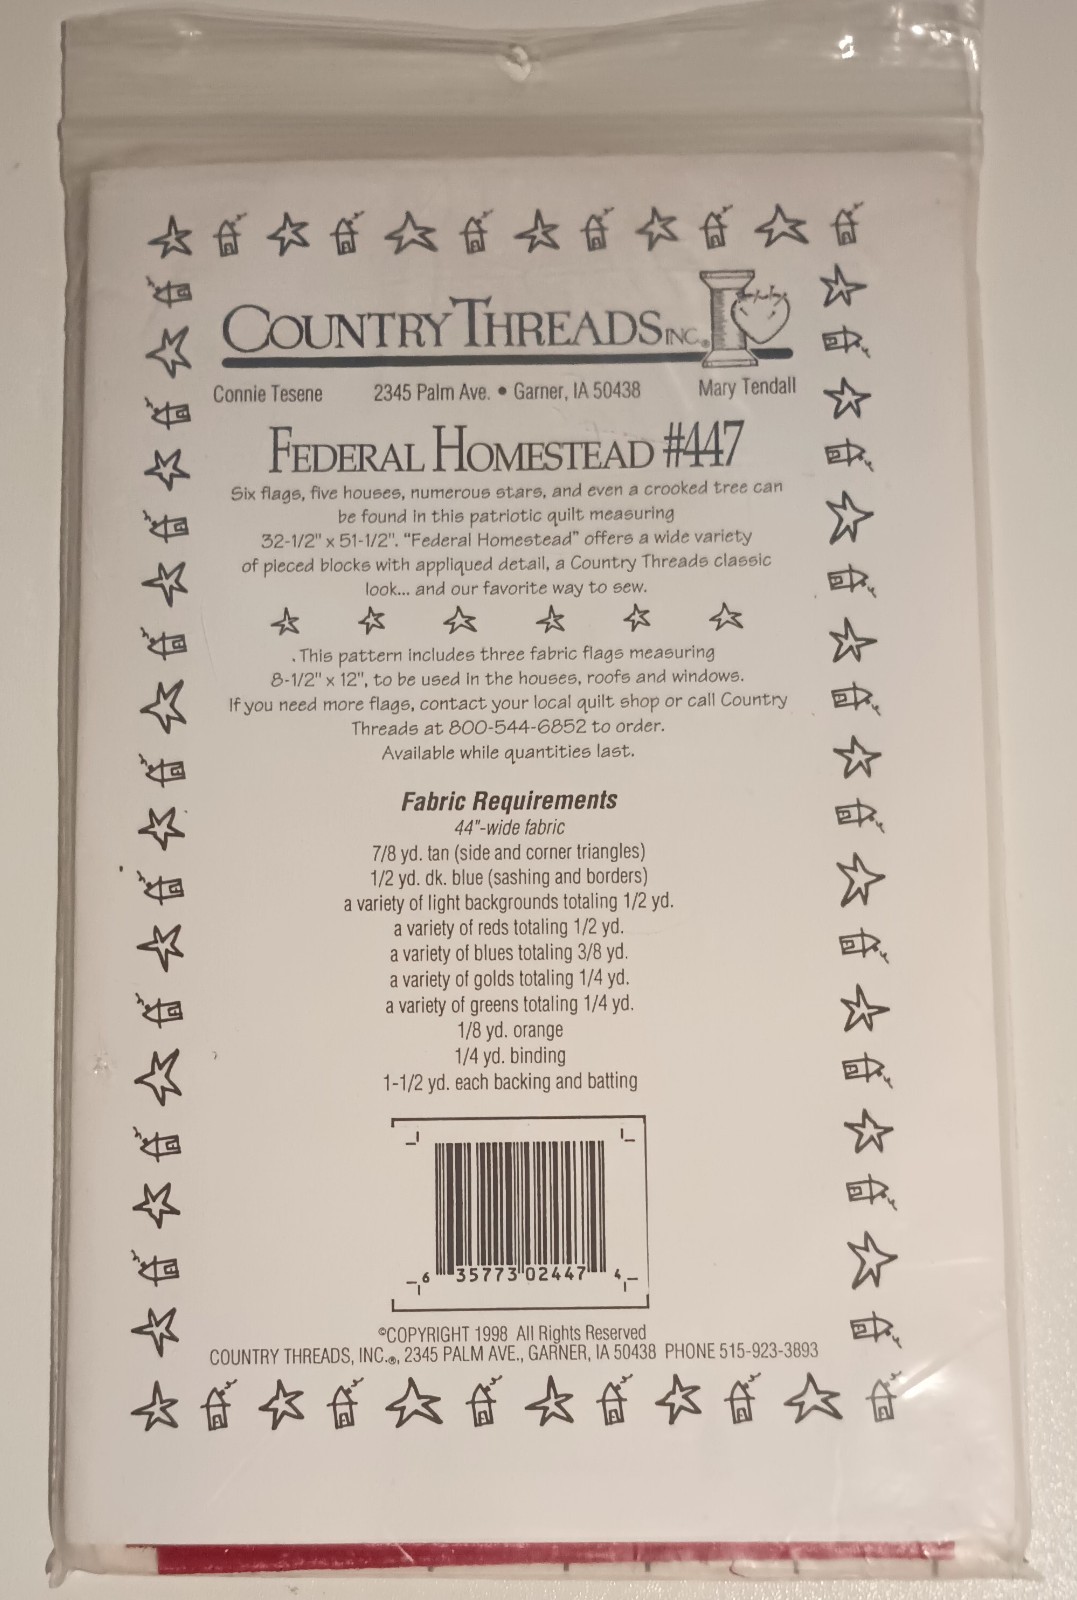 COUNTRY THREADS INC.®
Connie Tesene 2345 Palm Ave. • Garner, IA 50438 Mary Tendall
FEDERAL HOMESTEAD #447
Six flags, five houses, numerous stars, and even a crooked tree can
be found in this patriotic quilt measuring
32-1/2" x 51-1/2". "Federal Homestead" offers a wide variety
of pieced blocks with appliqued detail, a Country Threads classic
look... and our favorite way to sew.
. This pattern includes three fabric flags measuring
8-1/2" x 12", to be used in the houses, roofs and windows.
If you need more flags, contact your local quilt shop or call Country
Threads at 800-544-6852 to order.
Available while quantities last.
Fabric Requirements
44"-wide fabric
7/8 yd. tan (side and corner triangles)
1/2 yd. dk. blue (sashing and borders)
a variety of light backgrounds totaling 1/2 yd.
a variety of reds totaling 1/2 yd.
a variety of blues totaling 3/8 yd.
a variety of golds totaling 1/4 yd.
a variety of greens totaling 1/4 yd.
1/8 yd. orange
1/4 yd. binding
1-1/2 yd. each backing and batting
6 35773 02447 4
©COPYRIGHT 1998 All Rights Reserved
COUNTRY THREADS, INC.®, 2345 PALM AVE., GARNER, IA 50438 PHONE 515-923-3893